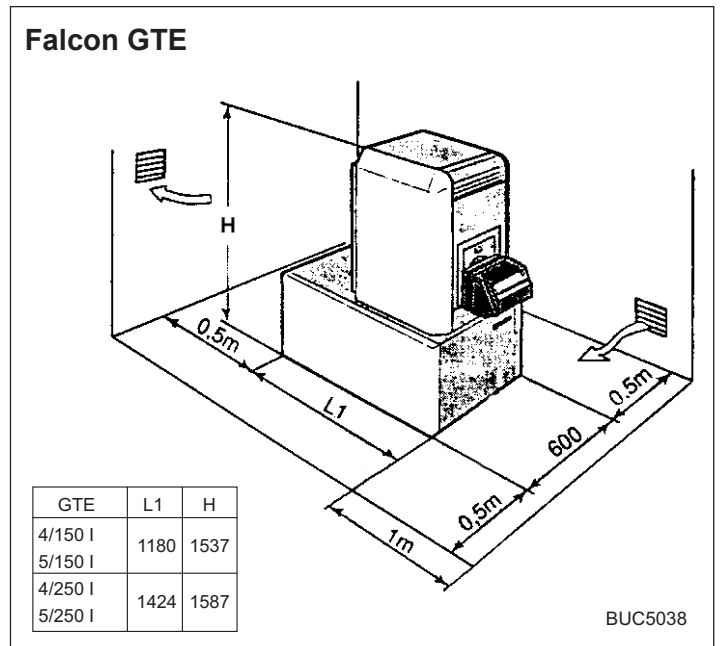 Falcon GTE
H
0,5m
L1
0.5m
600
0,5m
1m
GTE L1 H
4/150 I
5/150 I
1180 1537
4/250 I
5/250 I
1424 1587
BUC5038